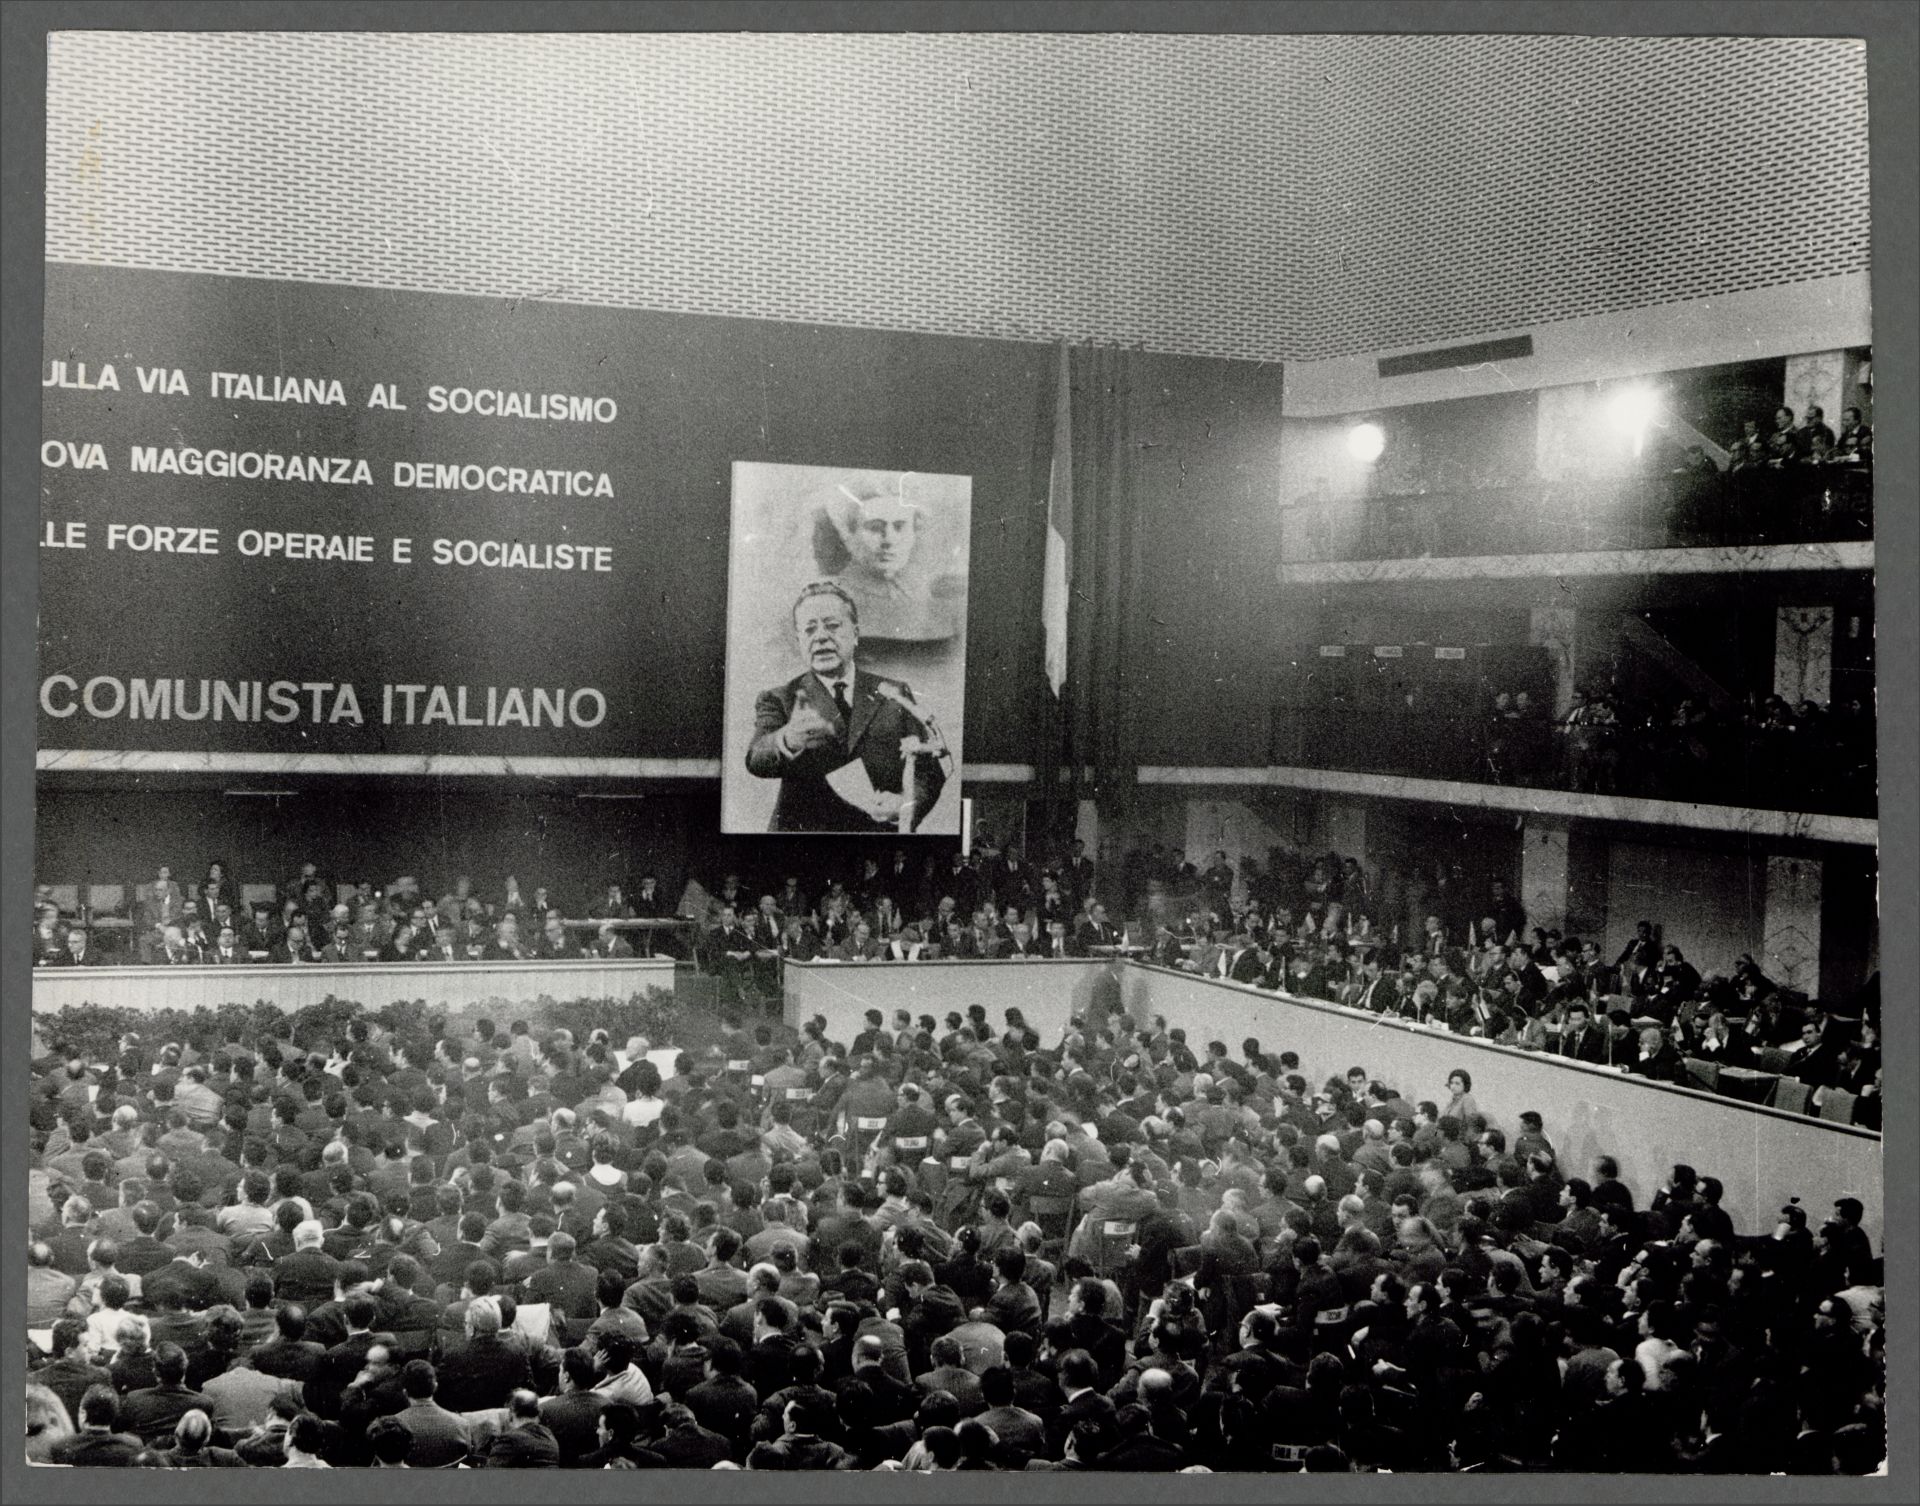 ULLA VIA ITALIANA AL SOCIALISMO
OVA MAGGIORANZA DEMOCRATICA
LLE FORZE OPERAIE E SOCIALISTE
COMUNISTA ITALIANO